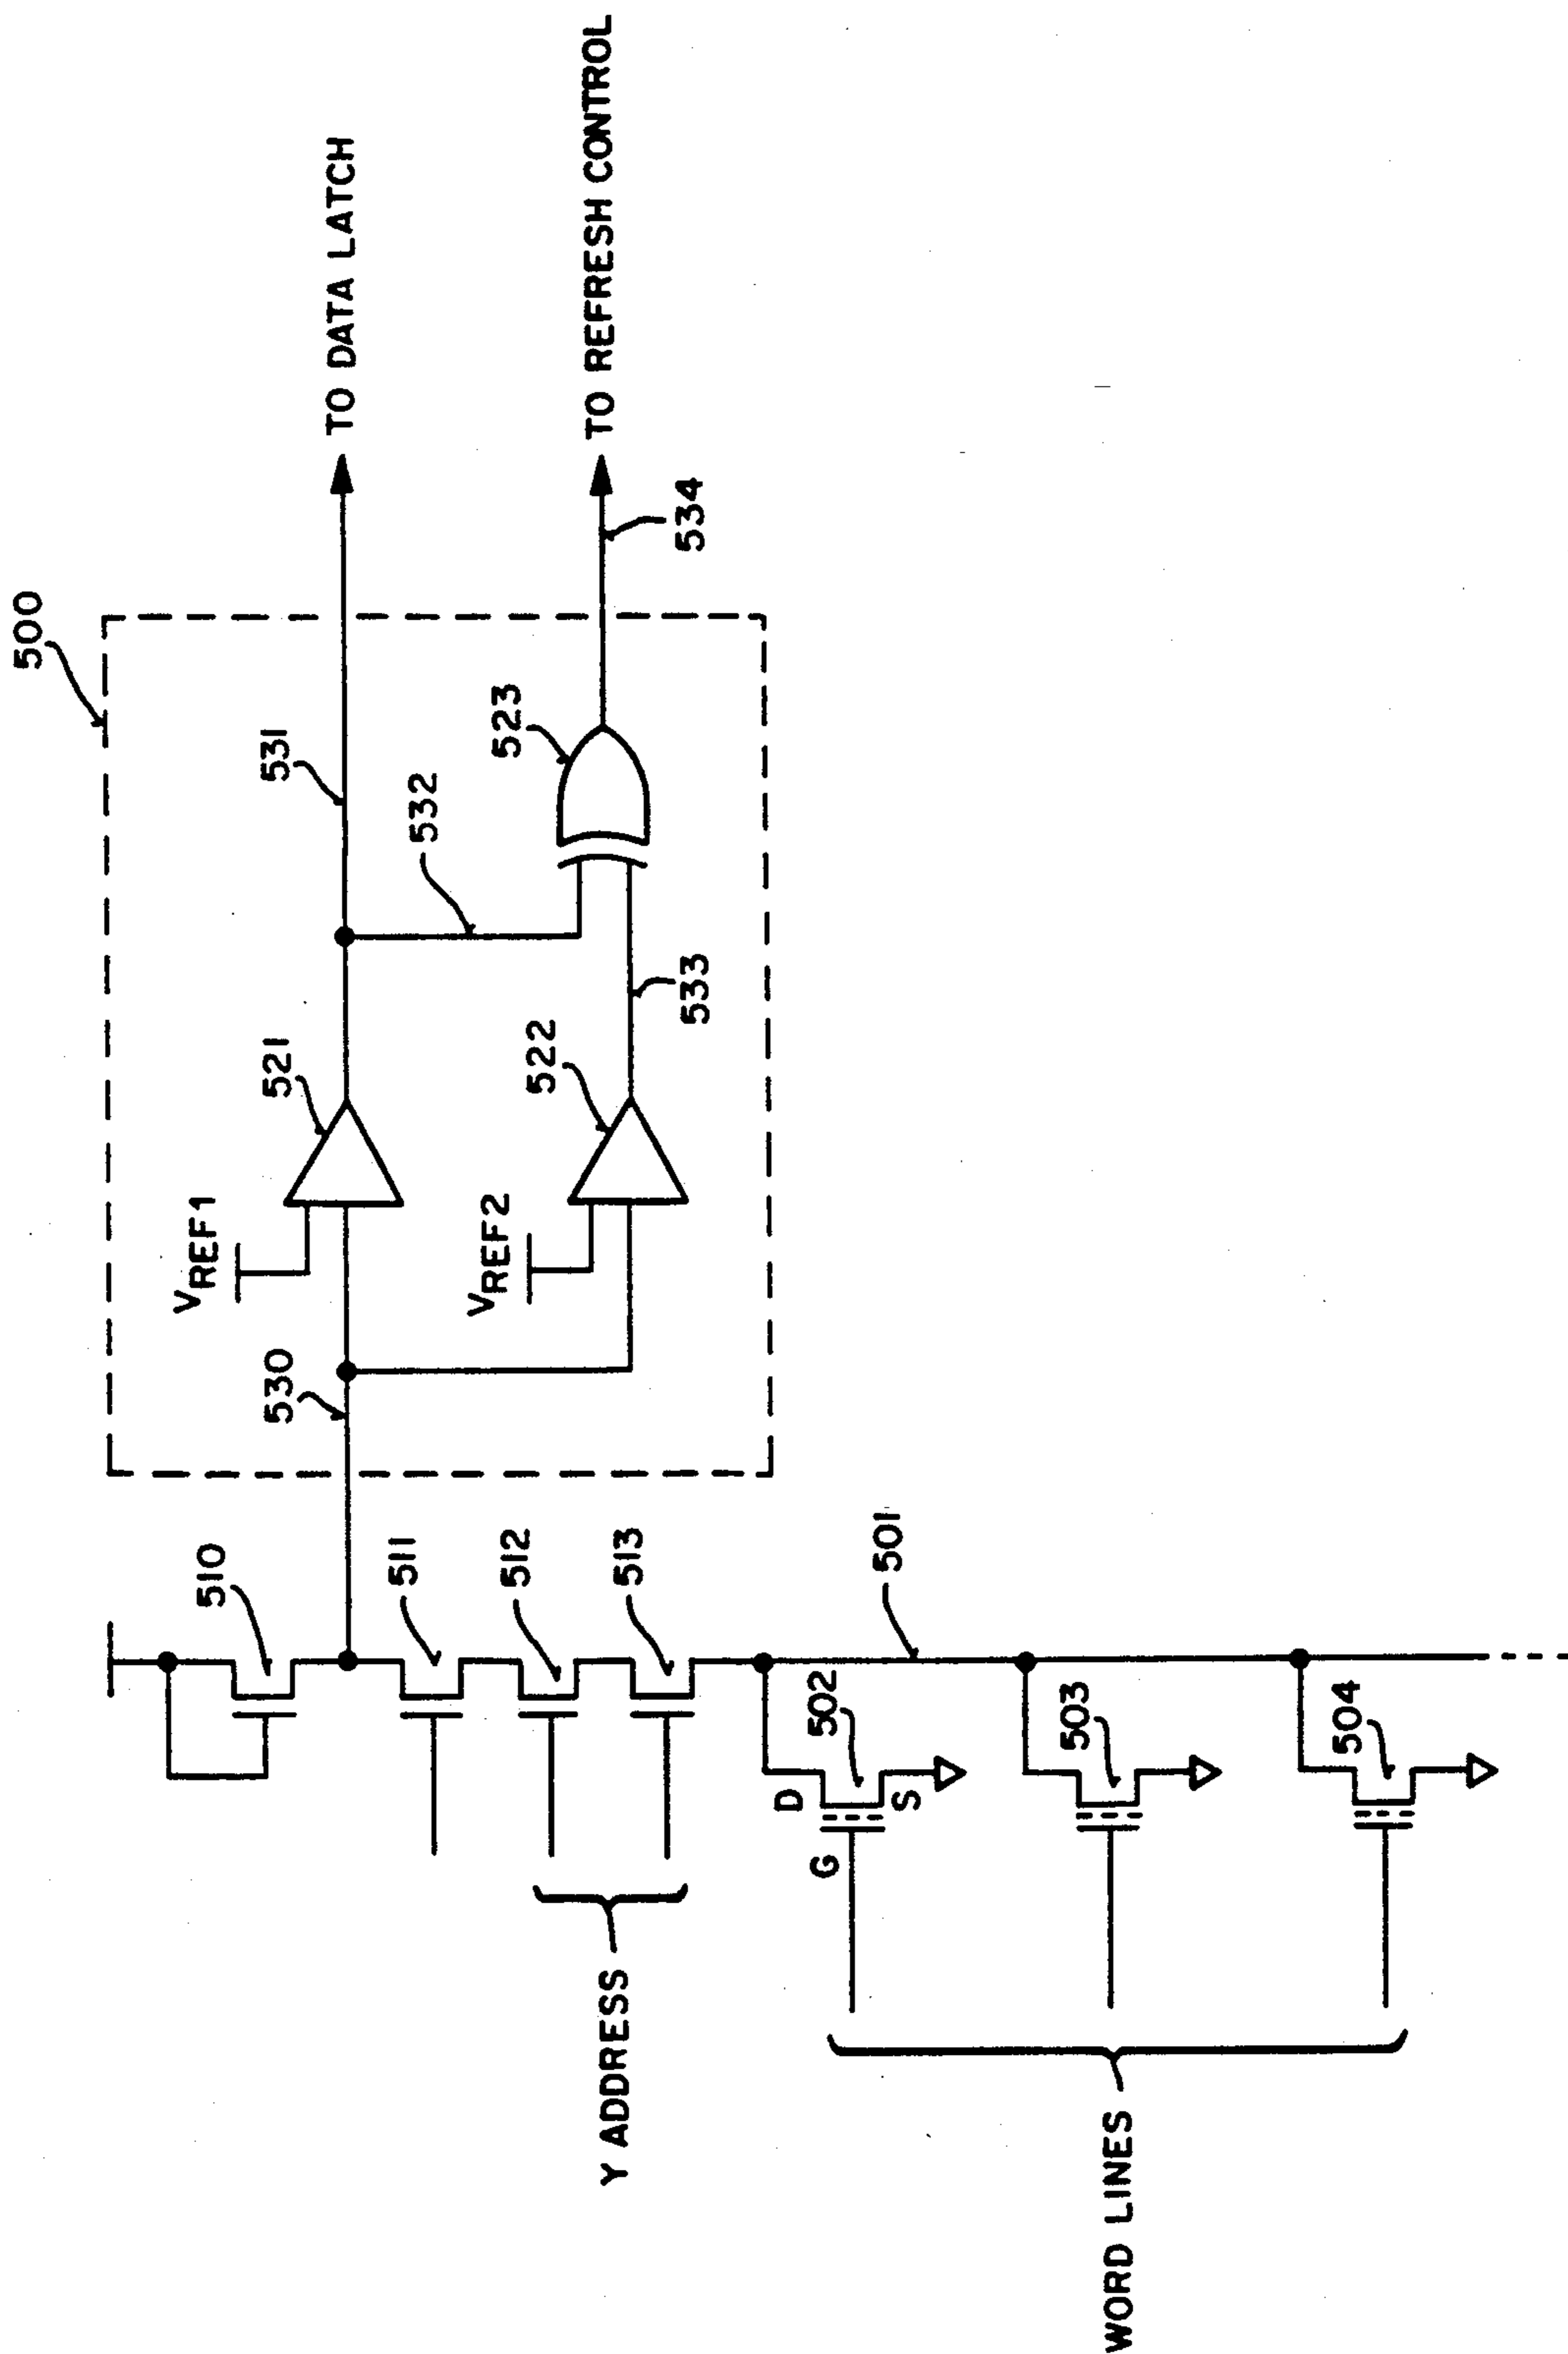 500
531
TO DATA LATCH
532
523
TO REFRESH CONTROL
534
521
VREF1
522
533
VREF2
530
510
511
512
513
501
Y ADDRESS
D
502
G
S
503
504
WORD LINES